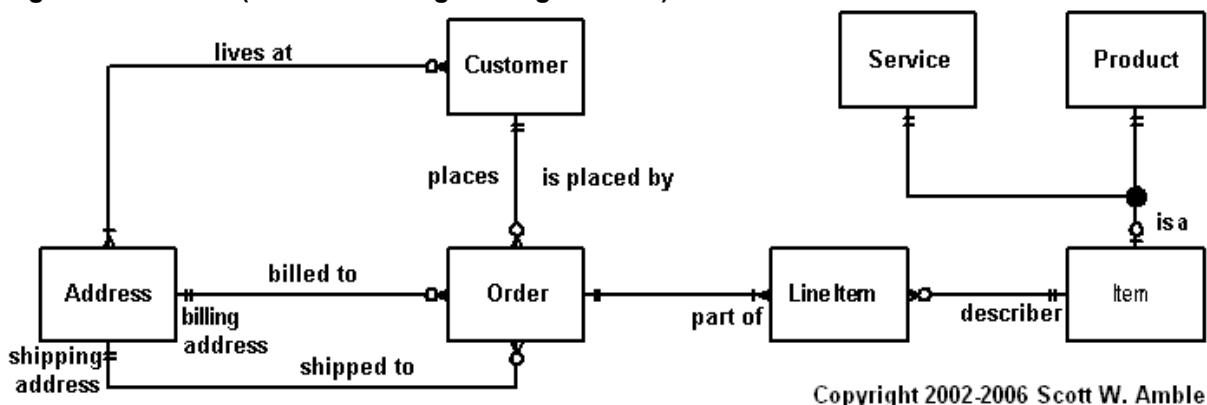 lives at
Customer
Service
Product
places
is placed by
is a
Address
billed to
Order
LineItem
Item
billing
address
part of
describer
shipping
address
shipped to
Copyright 2002-2006 Scott W. Amble